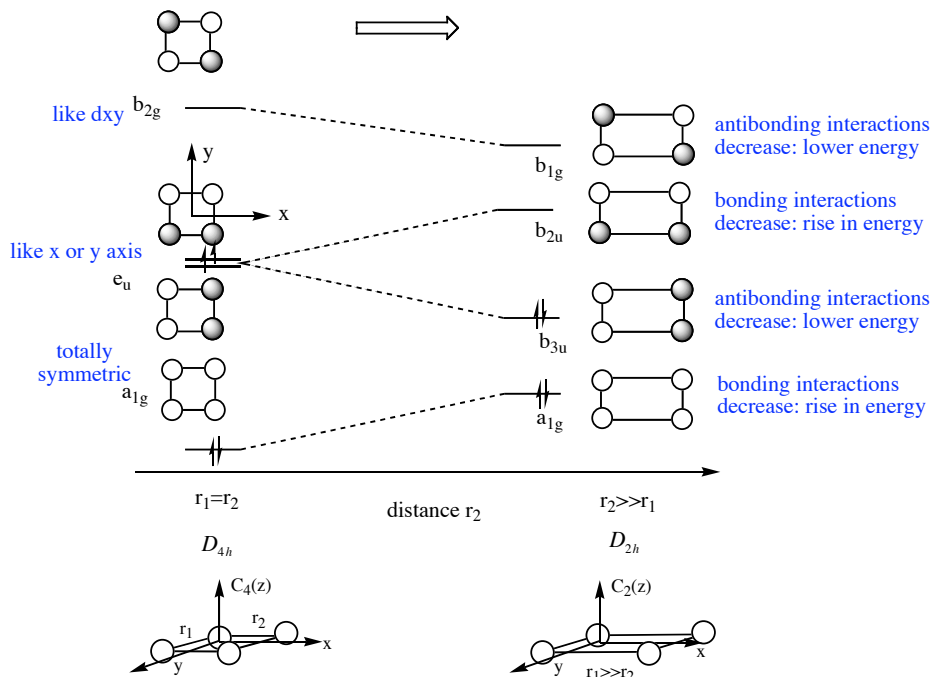 like dxy
b2g
y
x
like x or y axis
eu
totally
symmetric
a1g
b1g
antibonding interactions
decrease: lower energy
b2u
bonding interactions
decrease: rise in energy
b3u
antibonding interactions
decrease: lower energy
a1g
bonding interactions
decrease: rise in energy
r1=r2
distance r2
r2>>r1
D4h
D2h
C4(z)
r1
r2
x
y
C2(z)
x
y
r1>>r2